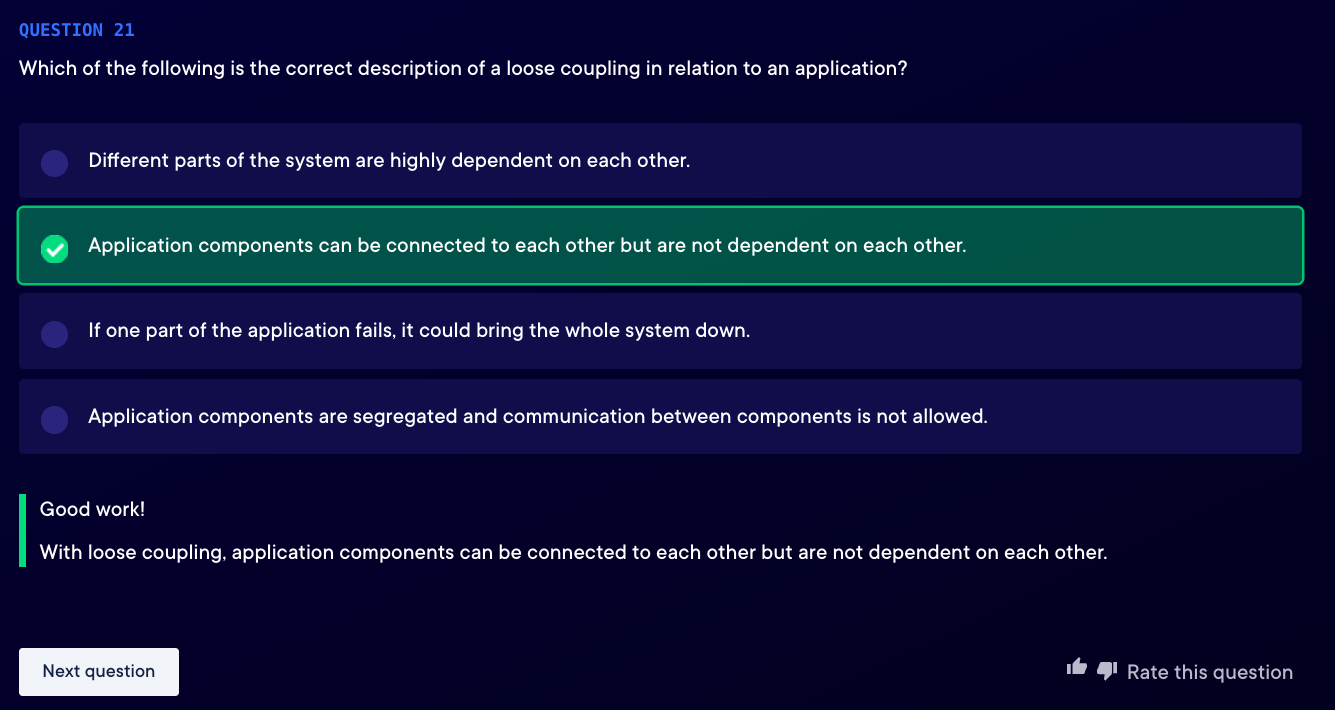 QUESTION 21
Which of the following is the correct description of a loose coupling in relation to an application?
Different parts of the system are highly dependent on each other.
Application components can be connected to each other but are not dependent on each other.
If one part of the application fails, it could bring the whole system down.
Application components are segregated and communication between components is not allowed.
Good work!
With loose coupling, application components can be connected to each other but are not dependent on each other.
Next question
Rate this question